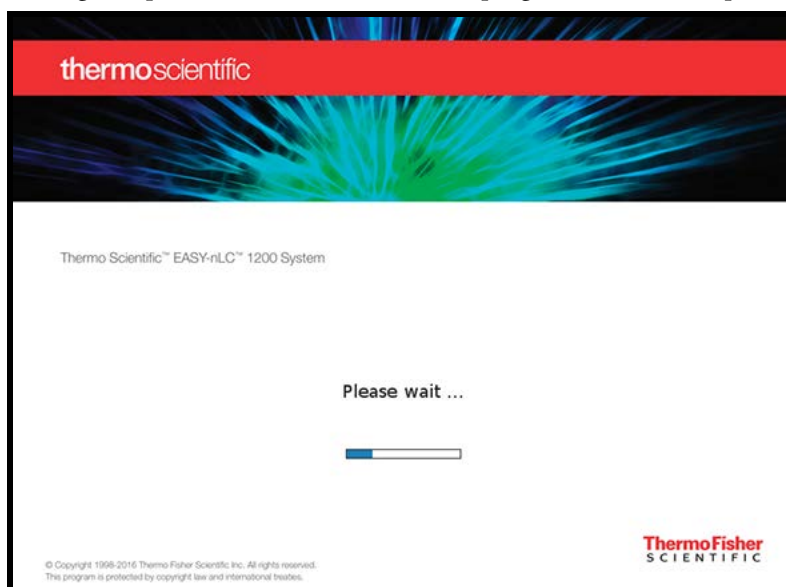 thermoscientific
Thermo Scientific™ EASY-nLC™ 1200 System
Please wait ...
ThermoFisher
SCIENTIFIC
© Copyright 1998-2016 Thermo Fisher Scientific Inc. All rights reserved.
This program is protected by copyright law and international treaties.